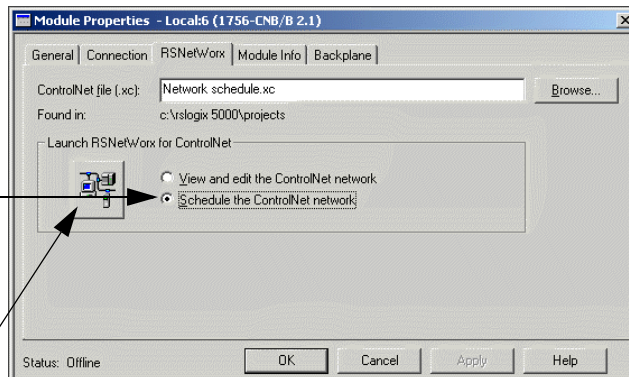 Module Properties - Local:6 (1756-CNB/B 2.1)
General Connection RSNetWorx Module Info Backplane
ControlNet file (.xc): Network schedule.xc Browse...
Found in: c:\rslogix 5000\projects
Launch RSNetWorx for ControlNet
View and edit the ControlNet network
Schedule the ControlNet network
Status: Offline OK Cancel Apply Help